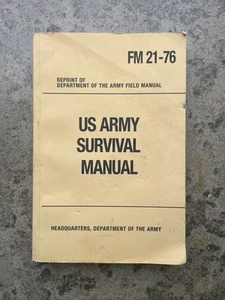 FM 21-76
REPRINT OF
DEPARTMENT OF THE ARMY FIELD MANUAL
US ARMY
SURVIVAL
MANUAL
HEADQUARTERS, DEPARTMENT OF THE ARMY